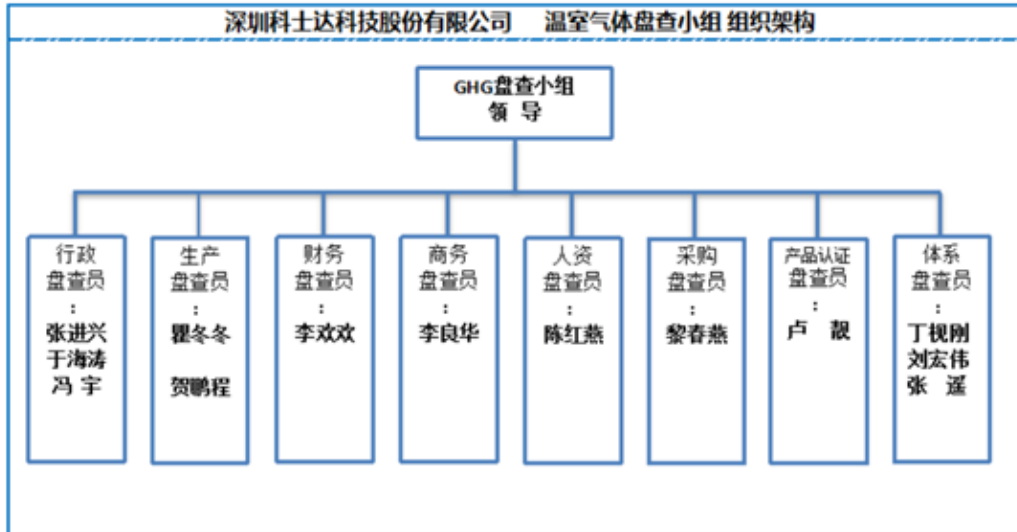 深圳科士达科技股份有限公司 温室气体盘查小组 组织架构
GHG盘查小组
领 导
行政
盘查员
：
张进兴
于海涛
冯 宇
生产
盘查员
：
瞿冬冬
贺鹏程
财务
盘查员
：
李欢欢
商务
盘查员
：
李良华
人资
盘查员
：
陈红燕
采购
盘查员
：
黎春燕
产品认证
盘查员
：
卢 靓
体系
盘查员
：
丁枧刚
刘宏伟
张 遥